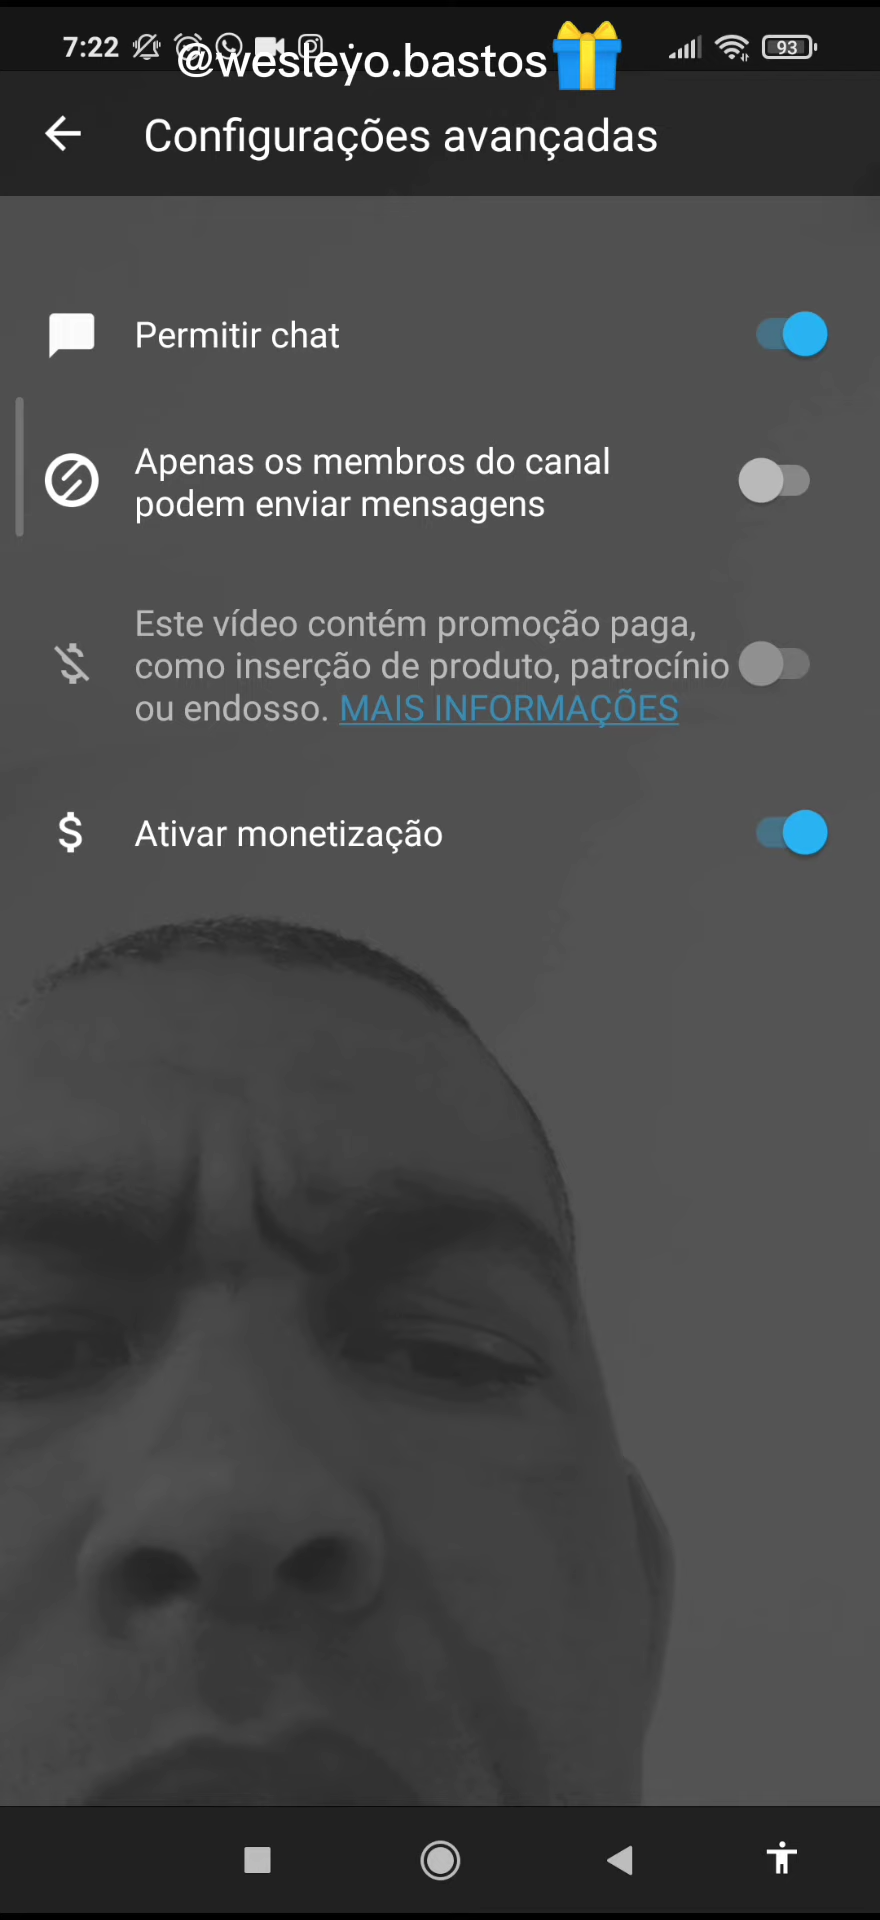 7:22
93
@wesleyo.bastos
Configurações avançadas
Permitir chat
Apenas os membros do canal
podem enviar mensagens
Este vídeo contém promoção paga,
como inserção de produto, patrocínio
ou endosso. MAIS INFORMAÇÕES
$ Ativar monetização